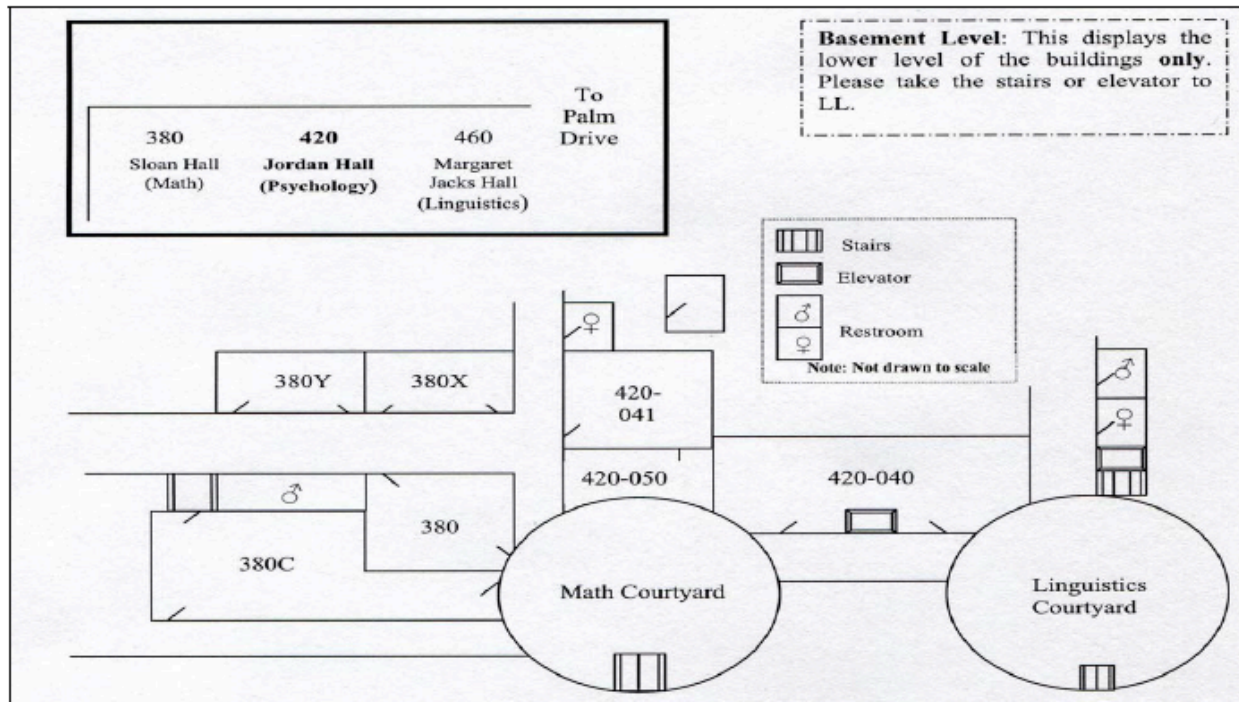 Basement Level: This displays the
lower level of the buildings only.
Please take the stairs or elevator to
LL.
To
Palm
Drive
380
Sloan Hall
(Math)
420
Jordan Hall
(Psychology)
460
Margaret
Jacks Hall
(Linguistics)
Stairs
Elevator
♂
Restroom
♀
Note: Not drawn to scale
♀
380Y
380X
420-
041
♂
♀
420-050
420-040
♂
380
380C
Math Courtyard
Linguistics
Courtyard